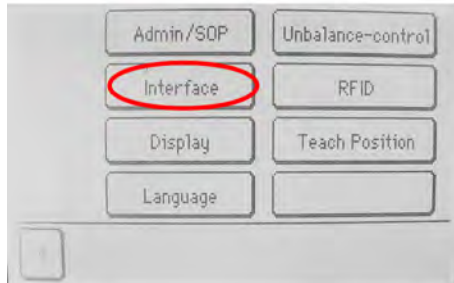 Admin/SOP
Unbalance-control
Interface
RFID
Display
Teach Position
Language